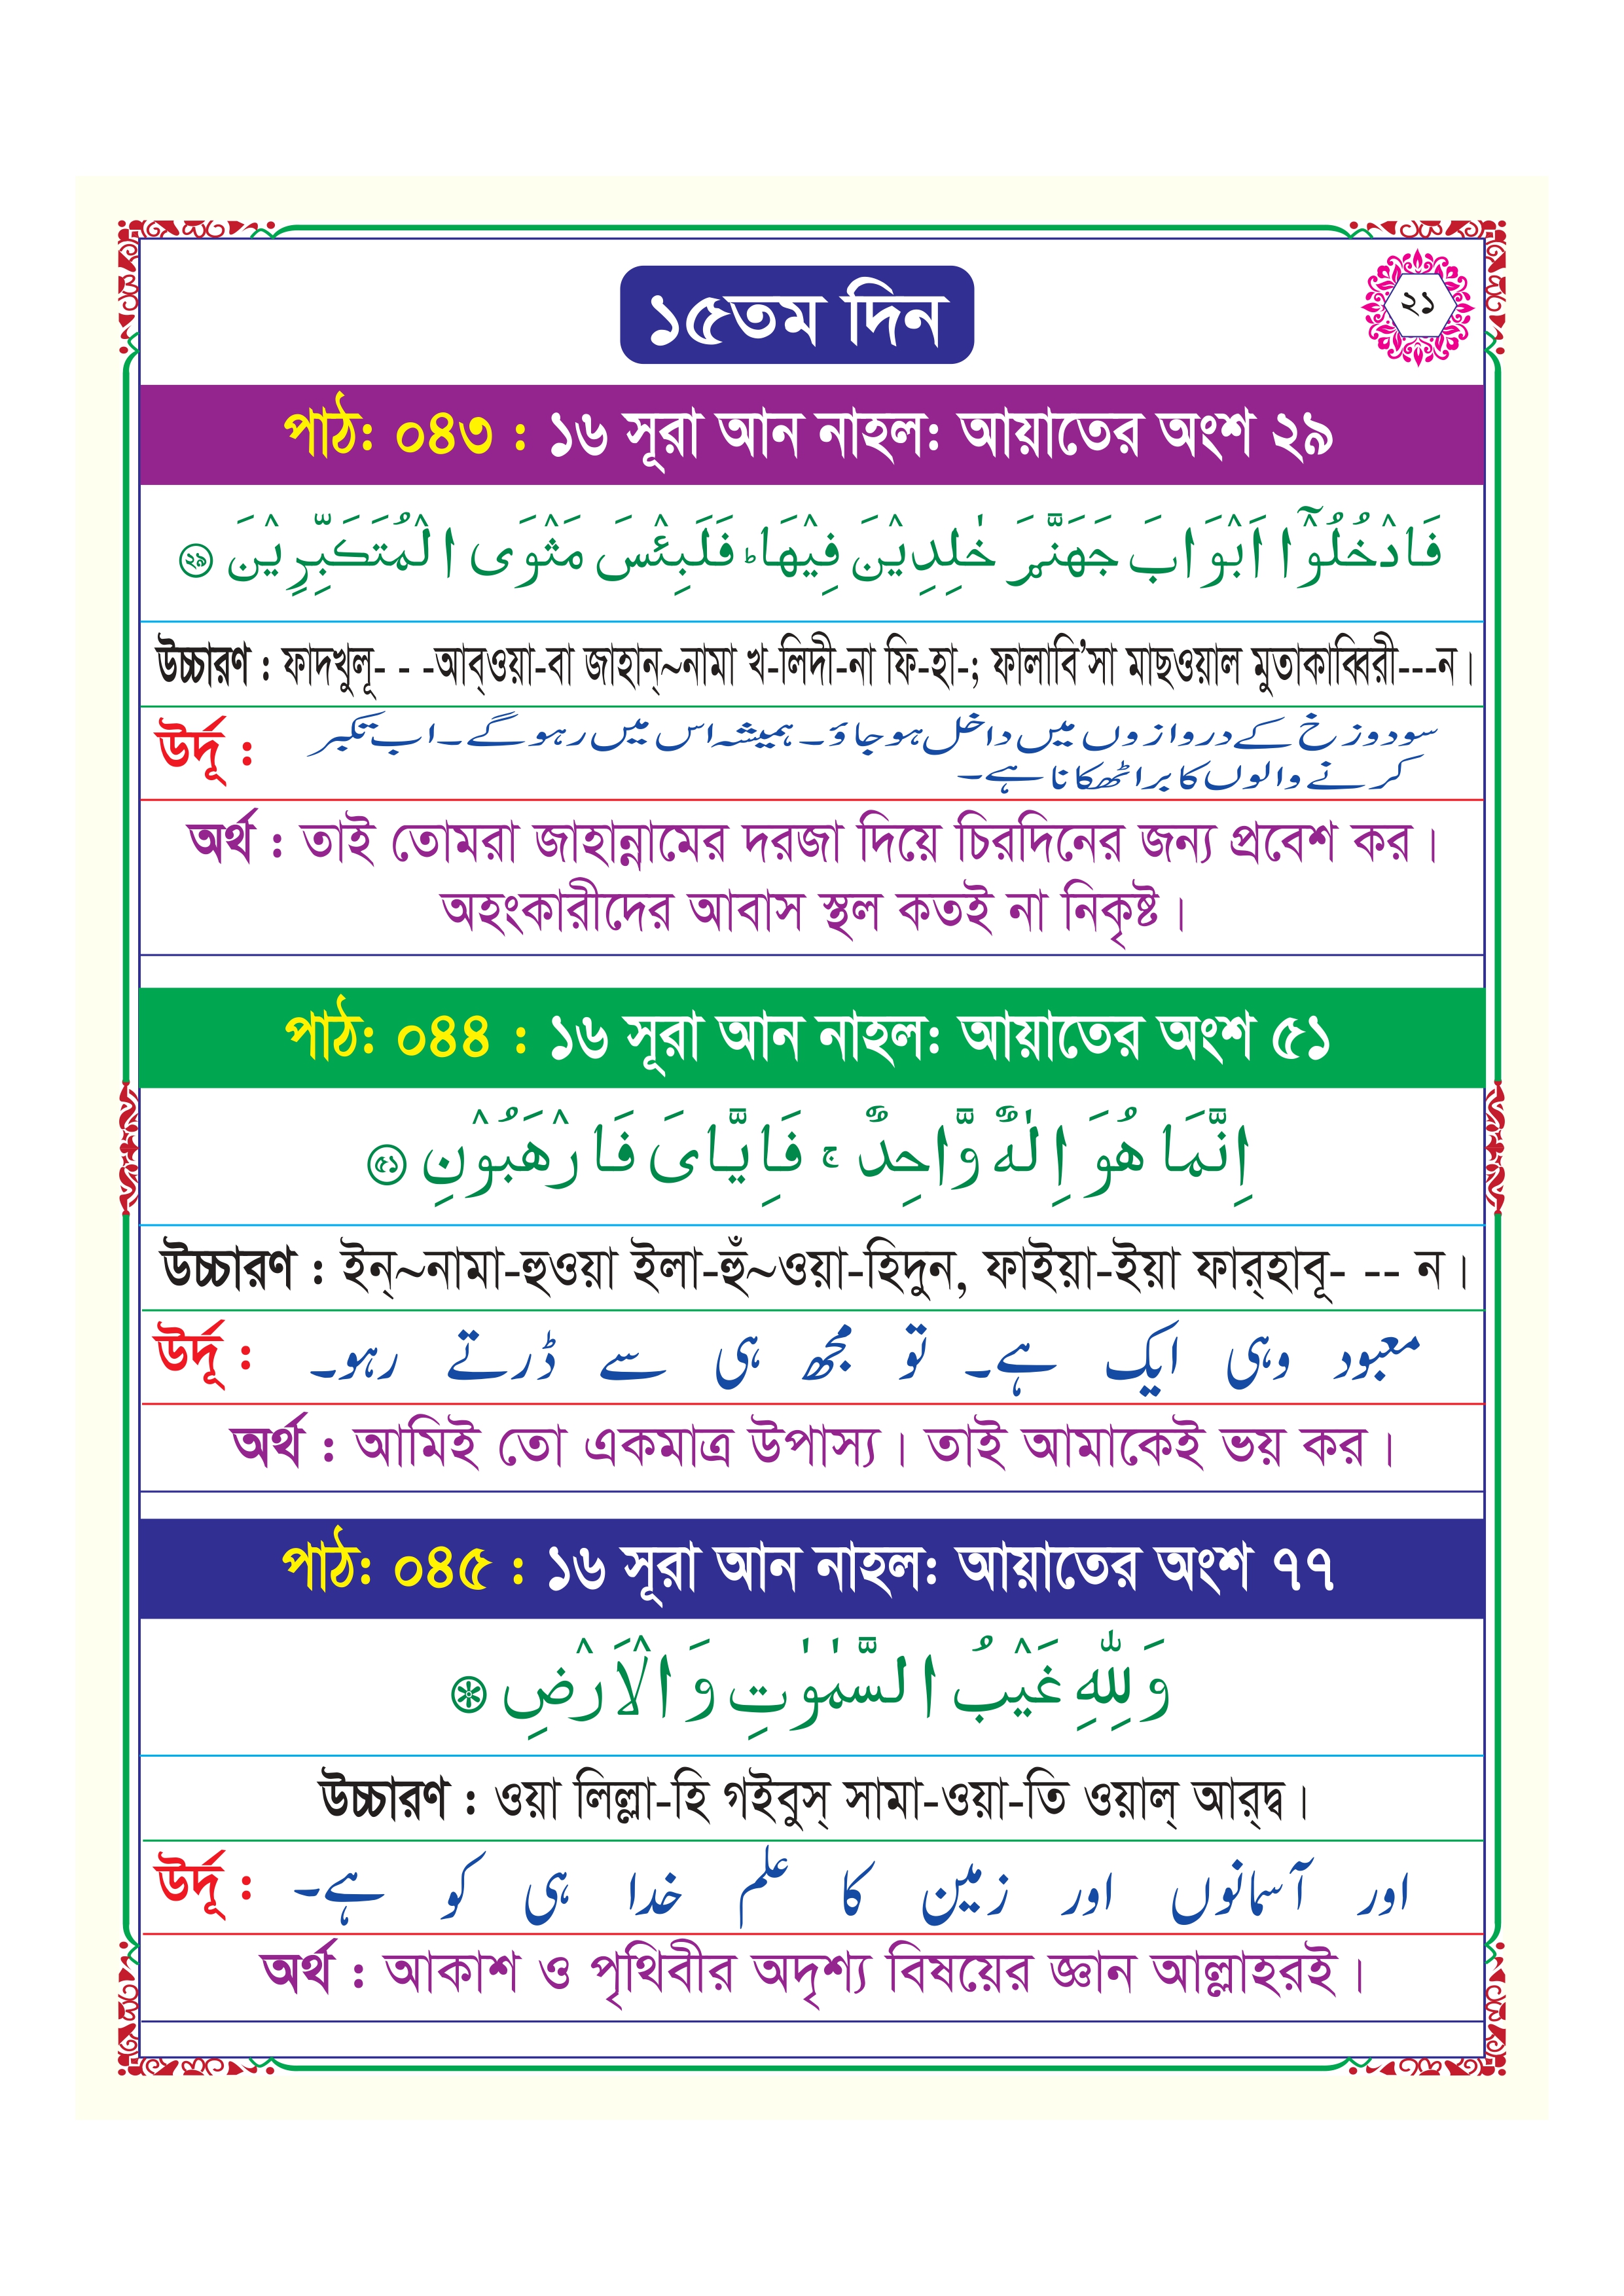 ১৫তম দিন
২১
পাঠ: ০৪৩ : ১৬ সূরা আন নাহল: আয়াতের অংশ ২৯
فَادْخُلُوْٓا اَبْوَابَ جَهَنَّمَ خٰلِدِيْنَ فِيْهَا ؕ فَلَبِئْسَ مَثْوَى الْمُتَكَبِّرِيْنَ ২৯
উচ্চারণ : ফাদখুলূ- - -আব্ওয়া-বা জাহান্~নামা খ-লিদী-না ফি-হা-; ফালাবি’সা মাছওয়াল মুতাকাব্বিরী---ন।
উর্দূ : سو دوزخ کے دروازوں میں داخل ہو جاؤ۔ ہمیشہ اس میں رہو گے۔ اب تکبر
کرنے والوں کا برا ٹھکانا ہے۔
অর্থ : তাই তোমরা জাহান্নামের দরজা দিয়ে চিরদিনের জন্য প্রবেশ কর।
অহংকারীদের আবাস স্থল কতই না নিকৃষ্ট।
পাঠ: ০৪৪ : ১৬ সূরা আন নাহল: আয়াতের অংশ ৫১
اِنَّمَا هُوَ اِلٰهٌ وَّاحِدٌ ۚ فَاِيَّايَ فَارْهَبُوْنِ ৫১
উচ্চারণ : ইন্~নামা-হুওয়া ইলা-হুঁ~ওয়া-হিদুন, ফাইয়া-ইয়া ফার্হাবূ- -- ন।
উর্দূ : معبود وہی ایک ہے۔ تو مجھ ہی سے ڈرتے رہو۔
অর্থ : আমিই তো একমাত্র উপাস্য। তাই আমাকেই ভয় কর।
পাঠ: ০৪৫ : ১৬ সূরা আন নাহল: আয়াতের অংশ ৭৭
وَلِلّٰهِ غَيْبُ السَّمٰوٰتِ وَالْاَرْضِ
উচ্চারণ : ওয়া লিল্লা-হি গইবুস্ সামা-ওয়া-তি ওয়াল্ আর্দ্ব।
উর্দূ : اور آسمانوں اور زمین کا علم خدا ہی کو ہے۔
অর্থ : আকাশ ও পৃথিবীর অদৃশ্য বিষয়ের জ্ঞান আল্লাহরই।